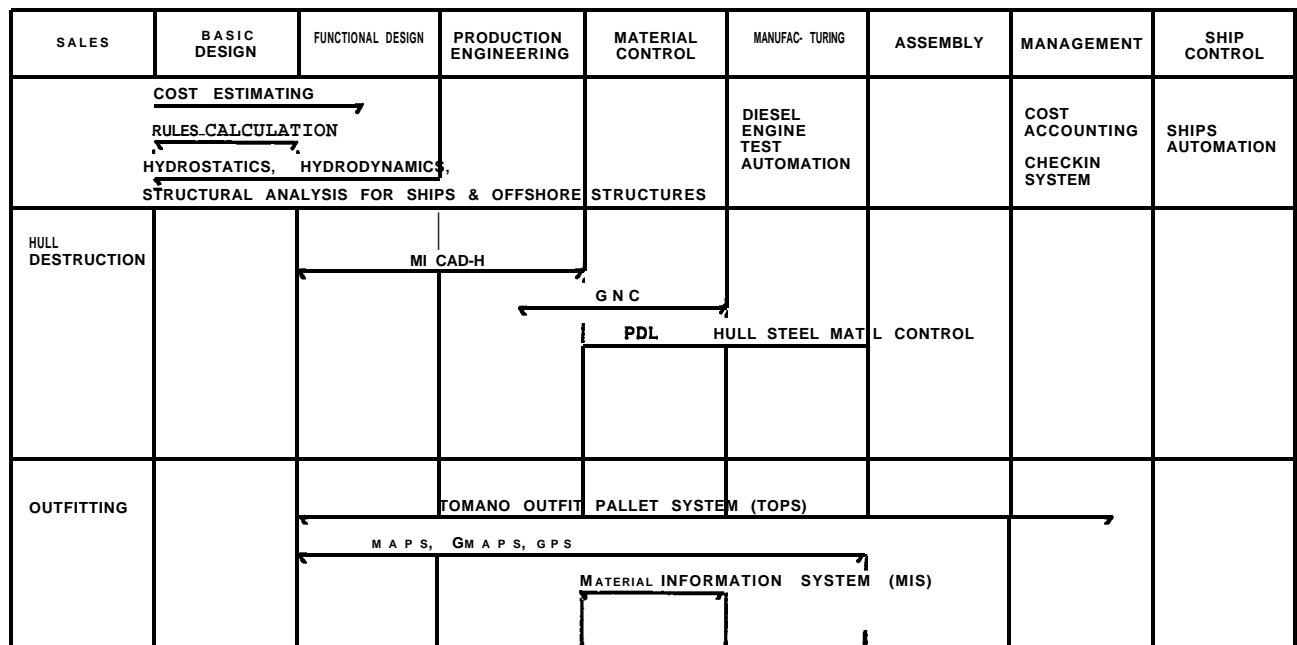 SALES
BASIC
DESIGN
FUNCTIONAL DESIGN
PRODUCTION
ENGINEERING
MATERIAL
CONTROL
MANUFAC- TURING
ASSEMBLY
MANAGEMENT
SHIP
CONTROL
COST ESTIMATING
RULES CALCULATION
HYDROSTATICS, HYDRODYNAMICS,
STRUCTURAL ANALYSIS FOR SHIPS & OFFSHORE STRUCTURES
DIESEL
ENGINE
TEST
AUTOMATION
COST
ACCOUNTING
CHECKIN
SYSTEM
SHIPS
AUTOMATION
HULL
DESTRUCTION
MI CAD-H
GNC
PDL HULL STEEL MAT L CONTROL
OUTFITTING
TOMANO OUTFIT PALLET SYSTEM (TOPS)
MAPS, GMAPS, GPS
MATERIAL INFORMATION SYSTEM (MIS)